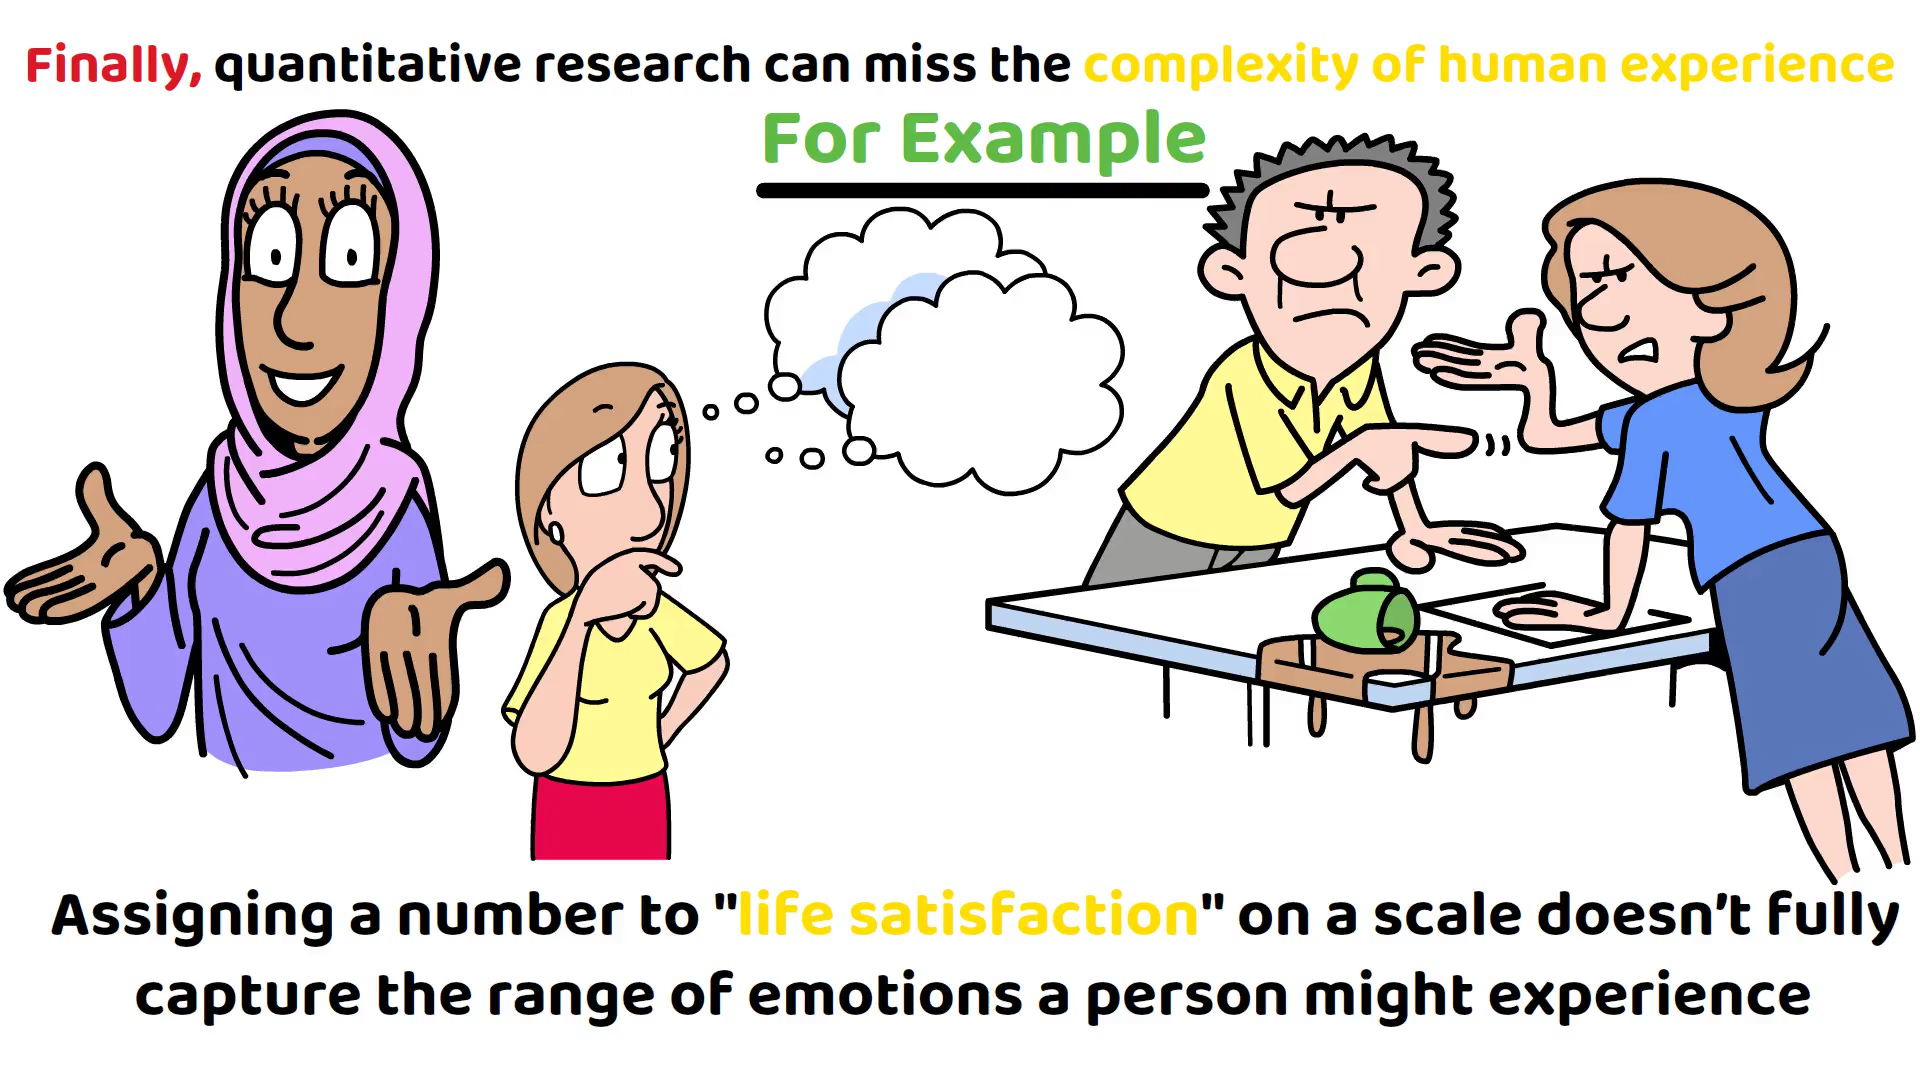 Finally, quantitative research can miss the complexity of human experience
For Example
Assigning a number to "life satisfaction" on a scale doesn’t fully
capture the range of emotions a person might experience